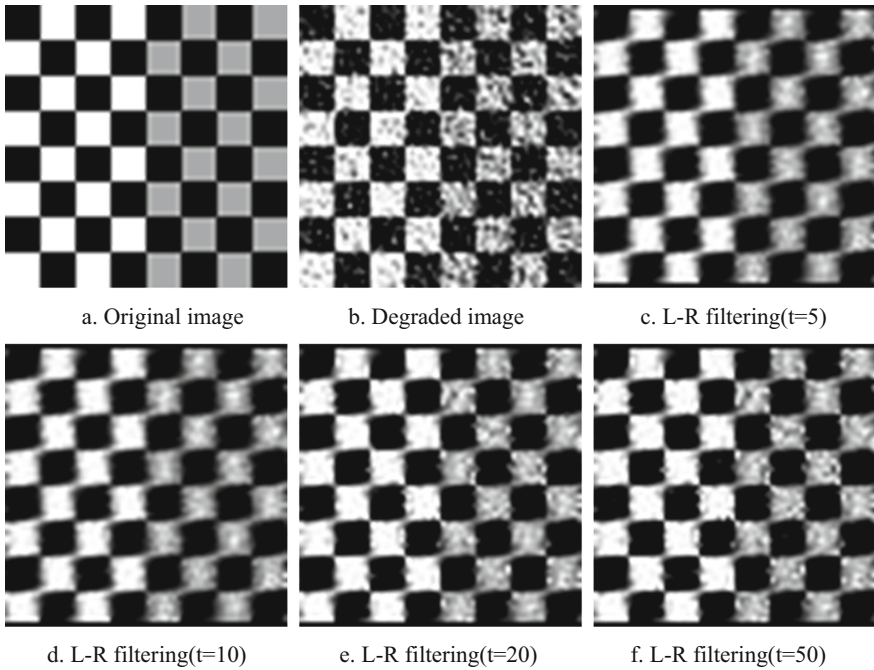 a. Original image
b. Degraded image
c. L-R filtering(t=5)
d. L-R filtering(t=10)
e. L-R filtering(t=20)
f. L-R filtering(t=50)